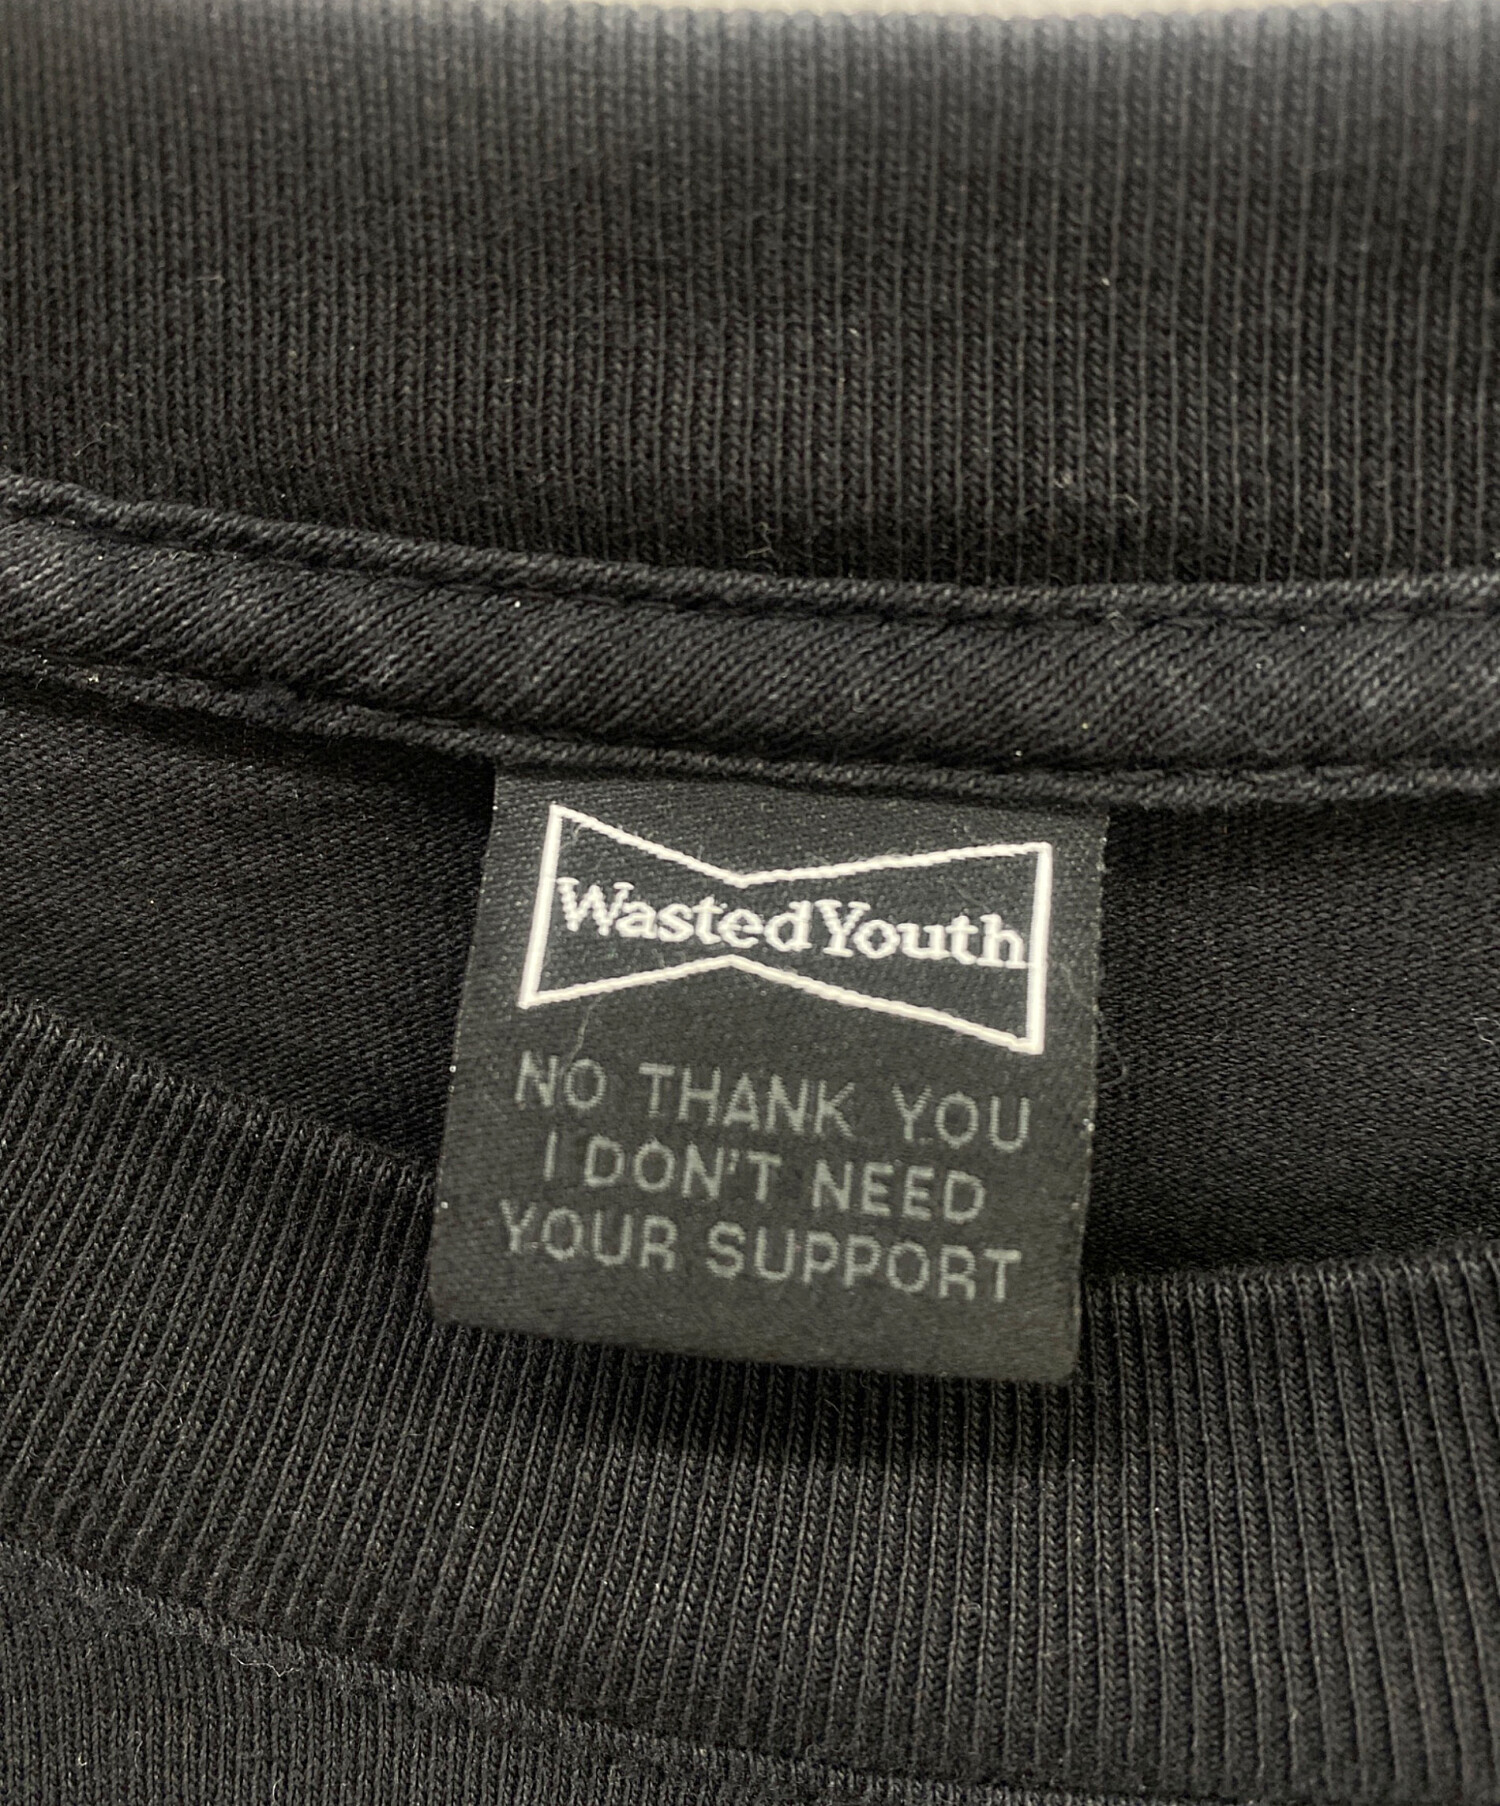 Wasted Youth
NO THANK YOU
I DON'T NEED
YOUR SUPPORT